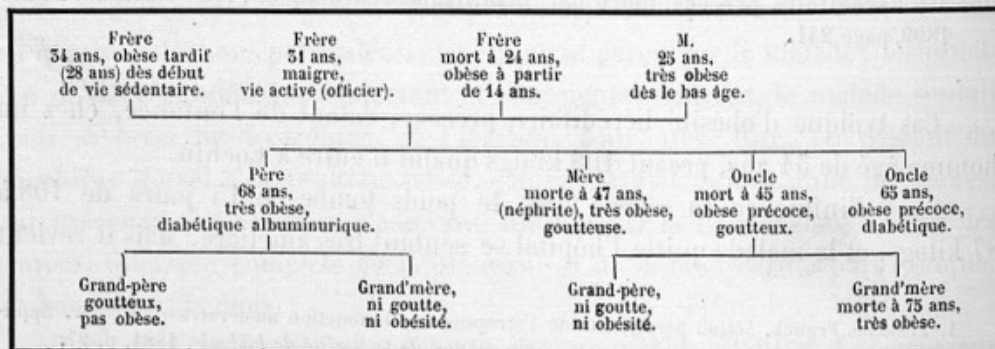 1899, page 241.
Frère
34 ans, obèse tardif
(28 ans) dès début
de vie sédentaire.
Frère
31 ans,
maigre,
vie active (officier).
Frère
mort à 24 ans,
obèse à partir
de 14 ans.
M.
25 ans,
très obèse
dès le bas âge.
Père
68 ans,
très obèse,
diabétique albuminurique.
Mère
morte à 47 ans,
(néphrite), très obèse,
goutteuse.
Oncle
mort à 45 ans,
obèse précoce,
goutteux.
Oncle
65 ans,
obèse précoce,
diabétique.
Grand-père
goutteux,
pas obèse.
Grand'mère,
ni goutte,
ni obésité.
Grand-père,
ni goutte,
ni obésité.
Grand'mère
morte à 75 ans,
très obèse.